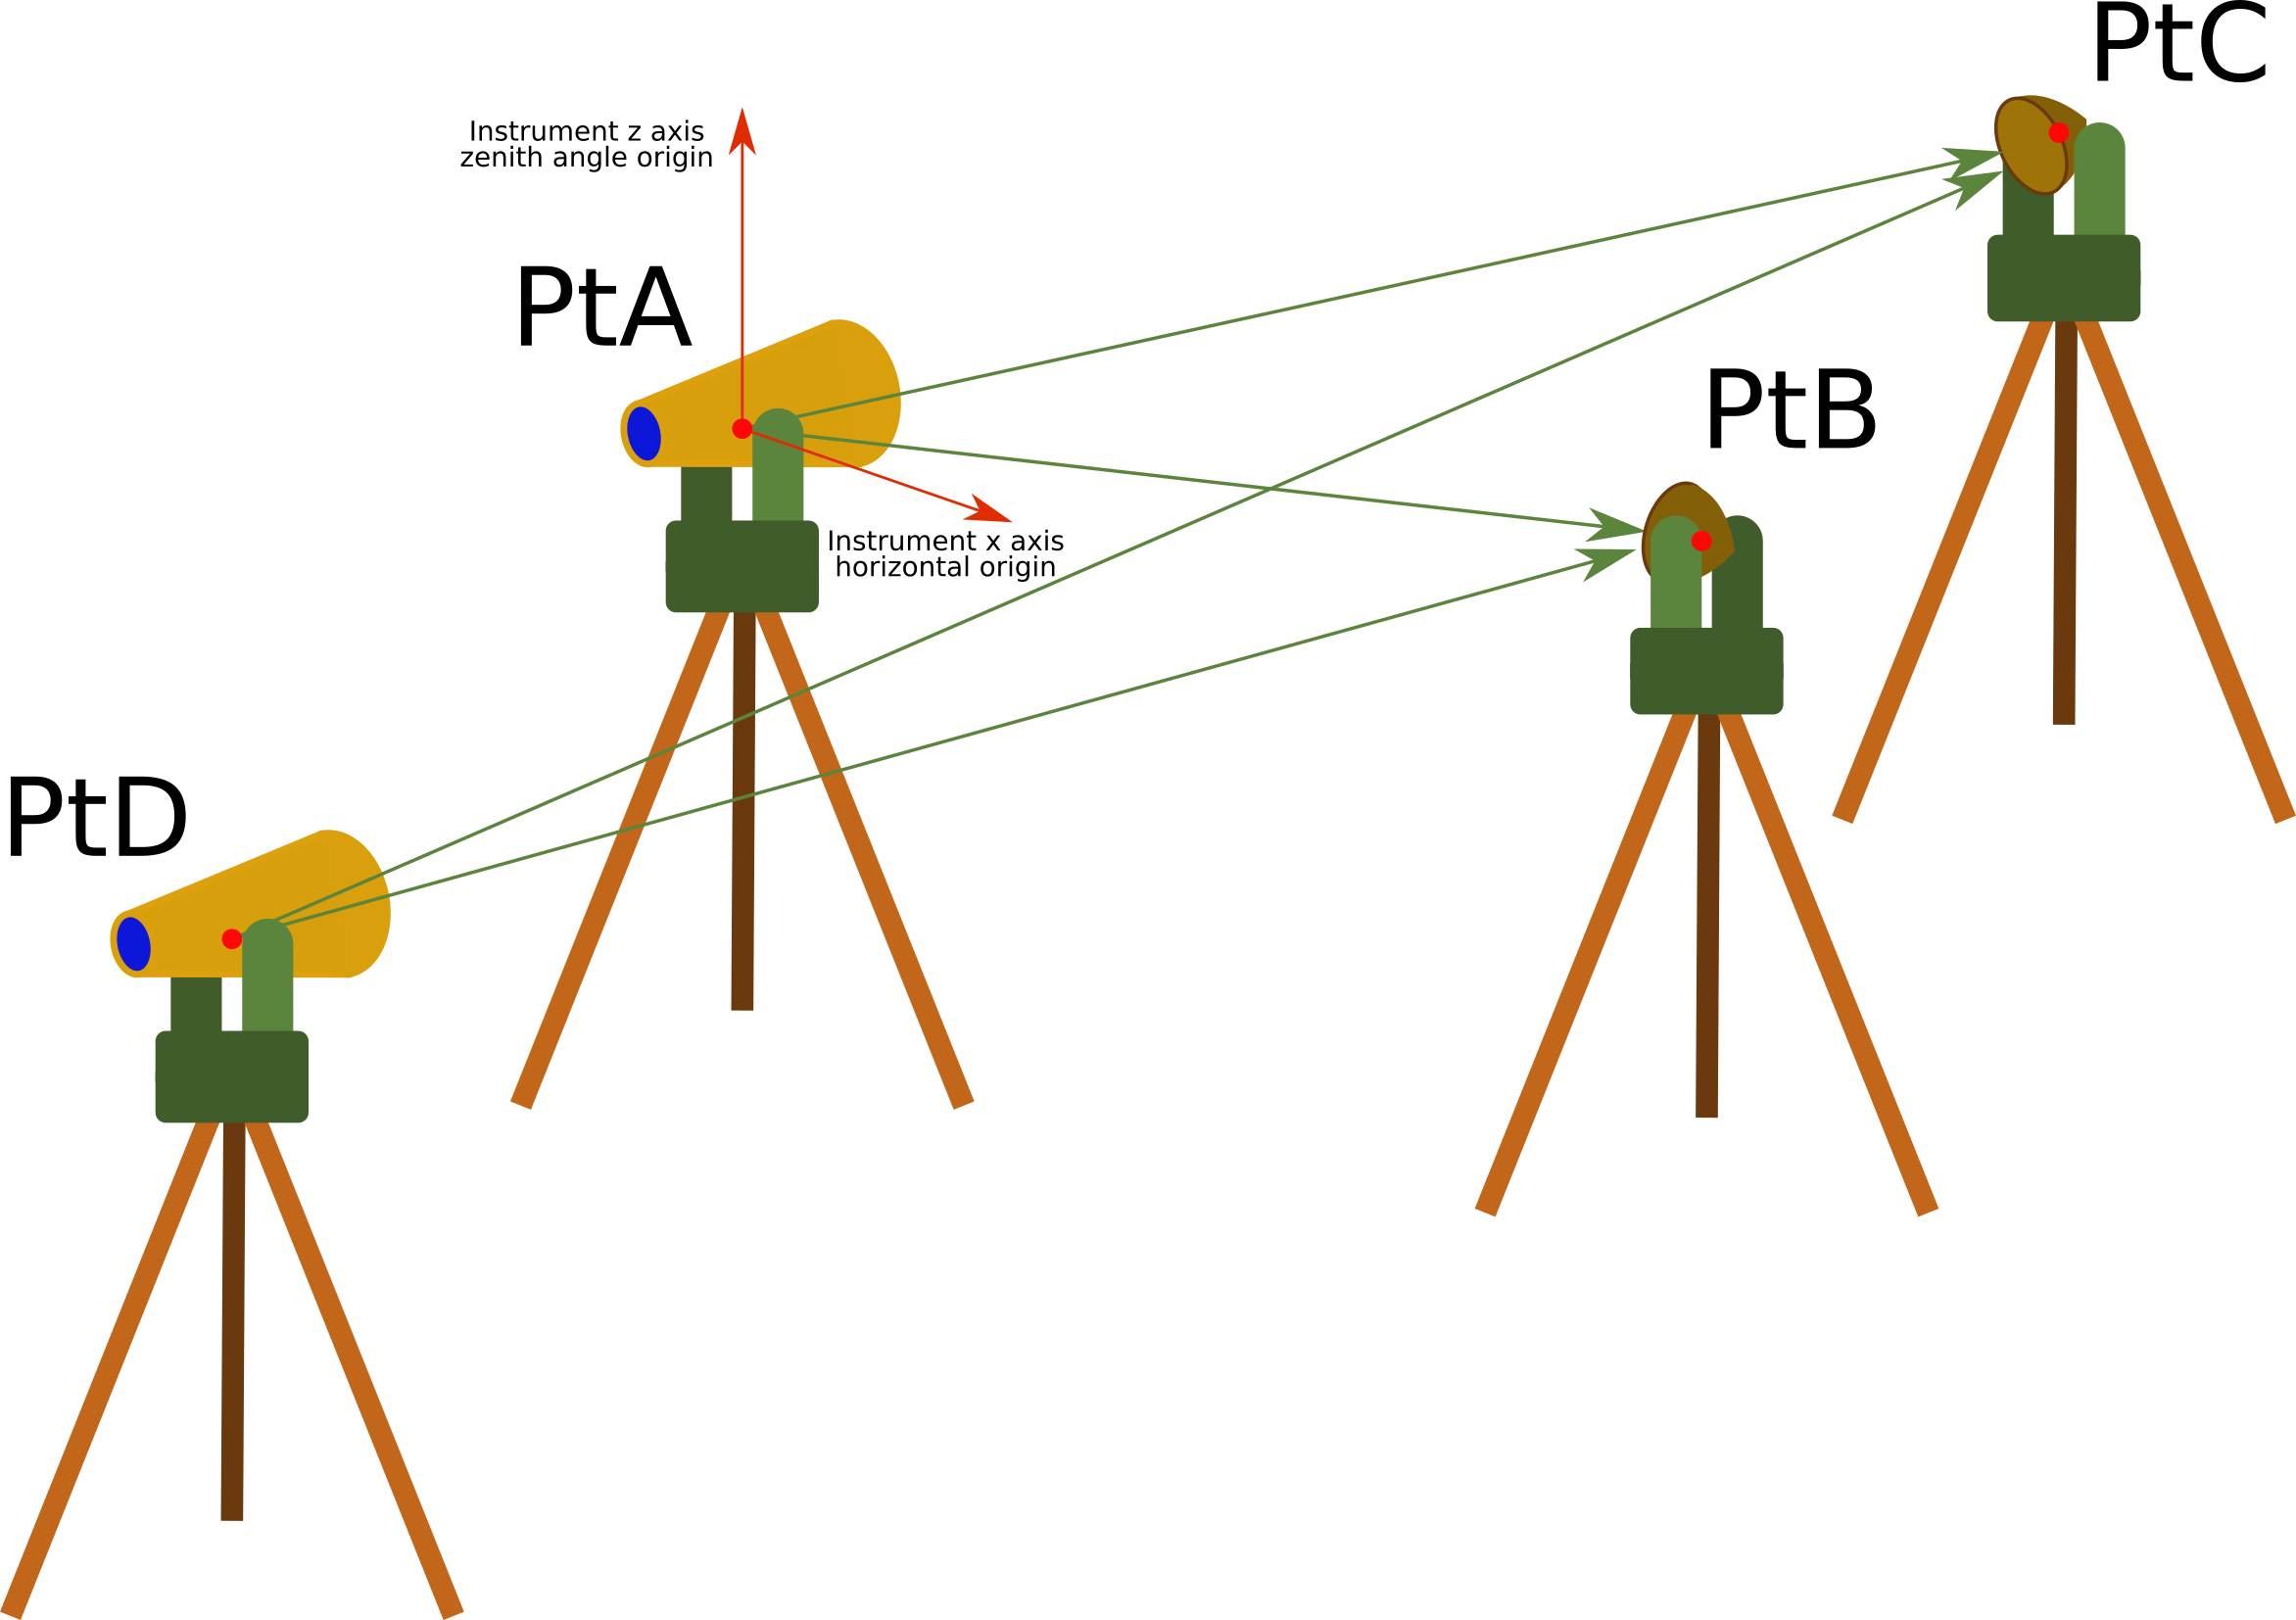 PtC
Instrument z axis
zenith angle origin
PtA
PtB
Instrument x axis
horizontal origin
PtD